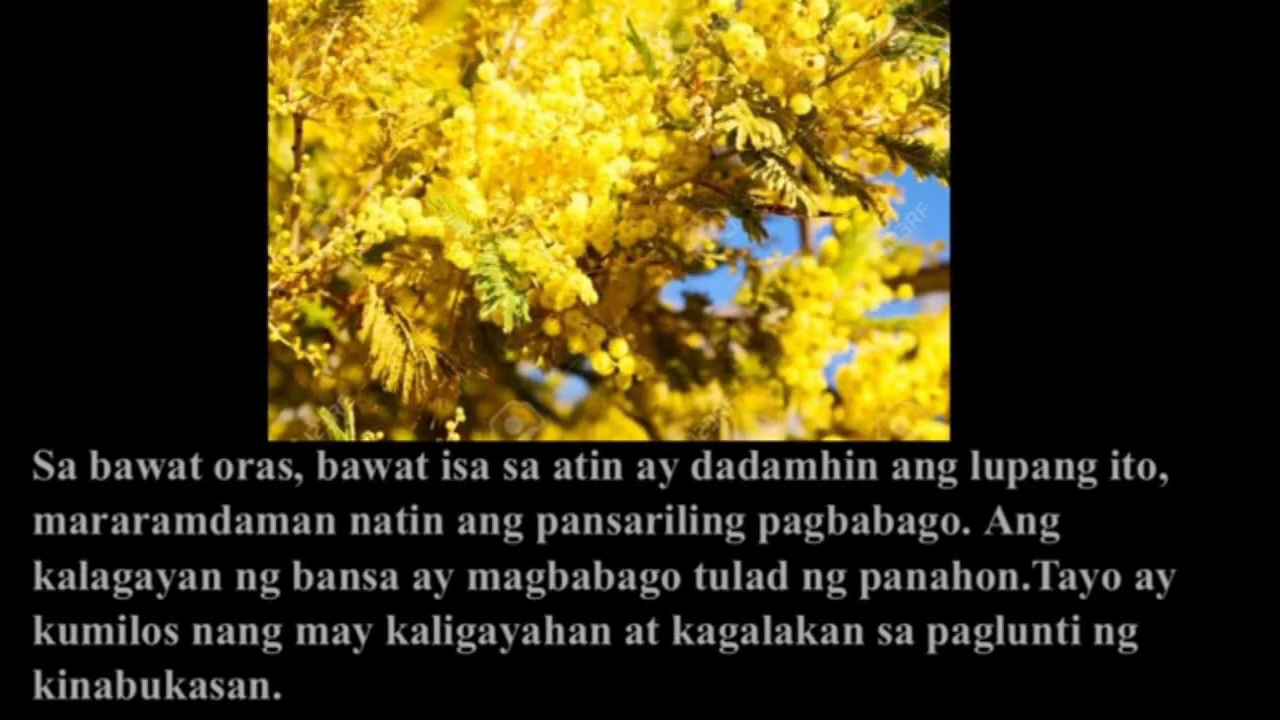 Sa bawat oras, bawat isa sa atin ay dadamhin ang lupang ito,
mararamdaman natin ang pansariling pagbabago. Ang
kalagayan ng bansa ay magbabago tulad ng panahon.Tayo ay
kumilos nang may kaligayahan at kagalakan sa paglunti ng
kinabukasan.